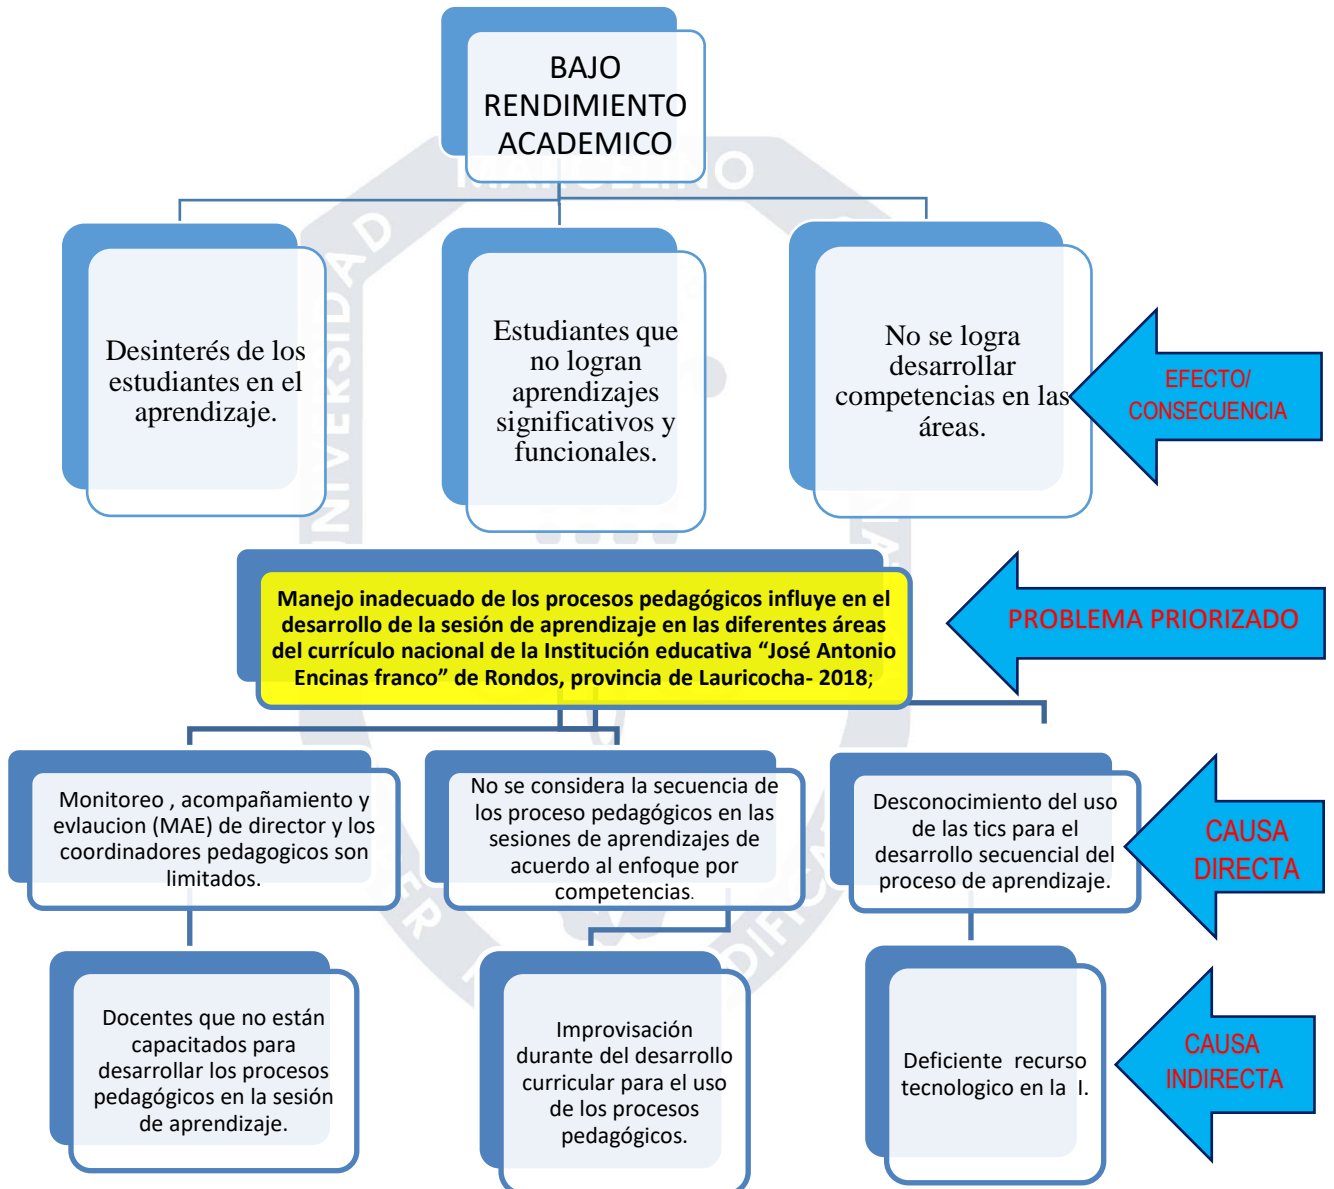 BAJO
RENDIMIENTO
ACADEMICO
MARCELINO
UNIVERSIDAD
Desinterés de los
estudiantes en el
aprendizaje.
Estudiantes que
no logran
aprendizajes
significativos y
funcionales.
No se logra
desarrollar
competencias en las
áreas.
EFECTO/
CONSECUENCIA
Manejo inadecuado de los procesos pedagógicos influye en el
desarrollo de la sesión de aprendizaje en las diferentes áreas
del currículo nacional de la Institución educativa “José Antonio
Encinas franco” de Rondos, provincia de Lauricocha- 2018;
PROBLEMA PRIORIZADO
Monitoreo , acompañamiento y
evlaucion (MAE) de director y los
coordinadores pedagogicos son
limitados.
No se considera la secuencia de
los proceso pedagógicos en las
sesiones de aprendizajes de
acuerdo al enfoque por
competencias.
Desconocimiento del uso
de las tics para el
desarrollo secuencial del
proceso de aprendizaje.
CAUSA
DIRECTA
Docentes que no están
capacitados para
desarrollar los procesos
pedagógicos en la sesión
de aprendizaje.
Improvisación
durante del desarrollo
curricular para el uso
de los procesos
pedagógicos.
Deficiente recurso
tecnologico en la I.
CAUSA
INDIRECTA